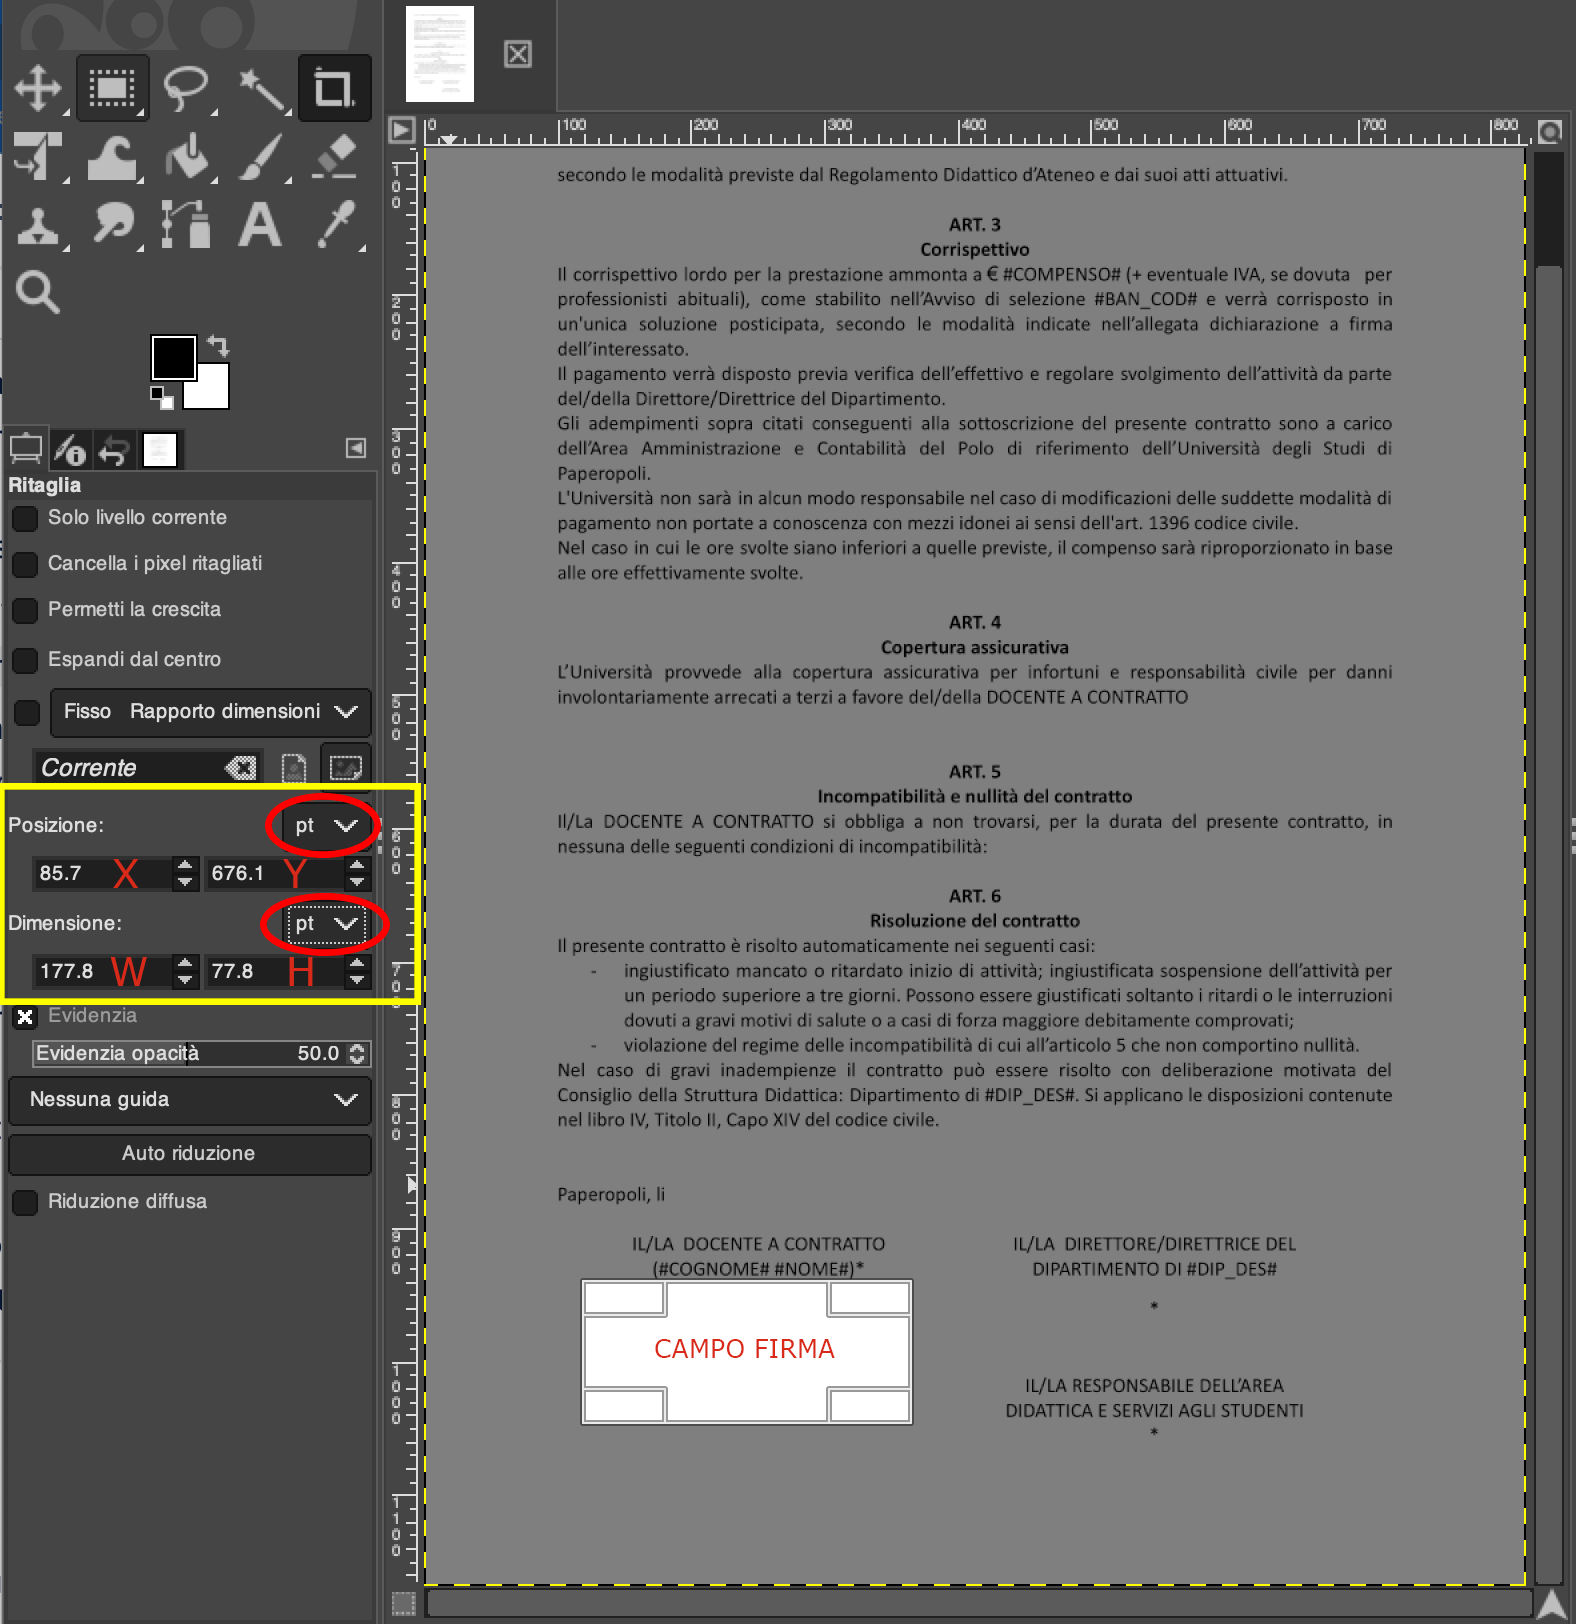 Ritaglia
Solo livello corrente
Cancella i pixel ritagliati
Permetti la crescita
Espandi dal centro
Fisso Rapporto dimensioni
Corrente
Posizione: pt
85.7 X 676.1 Y
Dimensione: pt
177.8 W 77.8 H
Evidenzia
Evidenzia opacità 50.0
Nessuna guida
Auto riduzione
Riduzione diffusa
0 100 200 300 400 500 600 700 800
100
200
300
400
500
600
700
800
900
1000
1100
secondo le modalità previste dal Regolamento Didattico d’Ateneo e dai suoi atti attuativi.
ART. 3
Corrispettivo
Il corrispettivo lordo per la prestazione ammonta a € #COMPENSO# (+ eventuale IVA, se dovuta per
professionisti abituali), come stabilito nell’Avviso di selezione #BAN_COD# e verrà corrisposto in
un'unica soluzione posticipata, secondo le modalità indicate nell’allegata dichiarazione a firma
dell’interessato.
Il pagamento verrà disposto previa verifica dell’effettivo e regolare svolgimento dell’attività da parte
del/della Direttore/Direttrice del Dipartimento.
Gli adempimenti sopra citati conseguenti alla sottoscrizione del presente contratto sono a carico
dell’Area Amministrazione e Contabilità del Polo di riferimento dell’Università degli Studi di
Paperopoli.
L'Università non sarà in alcun modo responsabile nel caso di modificazioni delle suddette modalità di
pagamento non portate a conoscenza con mezzi idonei ai sensi dell'art. 1396 codice civile.
Nel caso in cui le ore svolte siano inferiori a quelle previste, il compenso sarà riproporzionato in base
alle ore effettivamente svolte.
ART. 4
Copertura assicurativa
L’Università provvede alla copertura assicurativa per infortuni e responsabilità civile per danni
involontariamente arrecati a terzi a favore del/della DOCENTE A CONTRATTO
ART. 5
Incompatibilità e nullità del contratto
Il/La DOCENTE A CONTRATTO si obbliga a non trovarsi, per la durata del presente contratto, in
nessuna delle seguenti condizioni di incompatibilità:
ART. 6
Risoluzione del contratto
Il presente contratto è risolto automaticamente nei seguenti casi:
- ingiustificato mancato o ritardato inizio di attività; ingiustificata sospensione dell’attività per
un periodo superiore a tre giorni. Possono essere giustificati soltanto i ritardi o le interruzioni
dovuti a gravi motivi di salute o a casi di forza maggiore debitamente comprovati;
- violazione del regime delle incompatibilità di cui all’articolo 5 che non comportino nullità.
Nel caso di gravi inadempienze il contratto può essere risolto con deliberazione motivata del
Consiglio della Struttura Didattica: Dipartimento di #DIP_DES#. Si applicano le disposizioni contenute
nel libro IV, Titolo II, Capo XIV del codice civile.
Paperopoli, li
IL/LA DOCENTE A CONTRATTO
(#COGNOME# #NOME#)*
CAMPO FIRMA
IL/LA DIRETTORE/DIRETTRICE DEL
DIPARTIMENTO DI #DIP_DES#
*
IL/LA RESPONSABILE DELL’AREA
DIDATTICA E SERVIZI AGLI STUDENTI
*